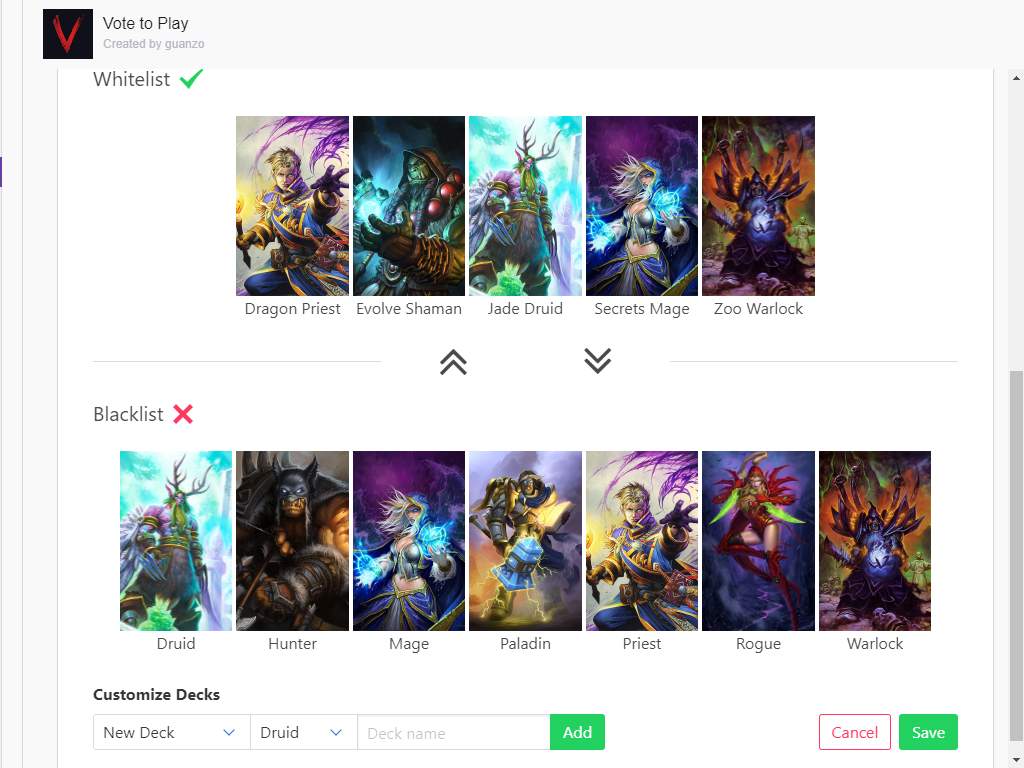 Vote to Play
Created by guanzo
Whitelist
Dragon Priest Evolve Shaman Jade Druid Secrets Mage Zoo Warlock
Blacklist
Druid Hunter Mage Paladin Priest Rogue Warlock
Customize Decks
New Deck Druid Deck name Add Cancel Save